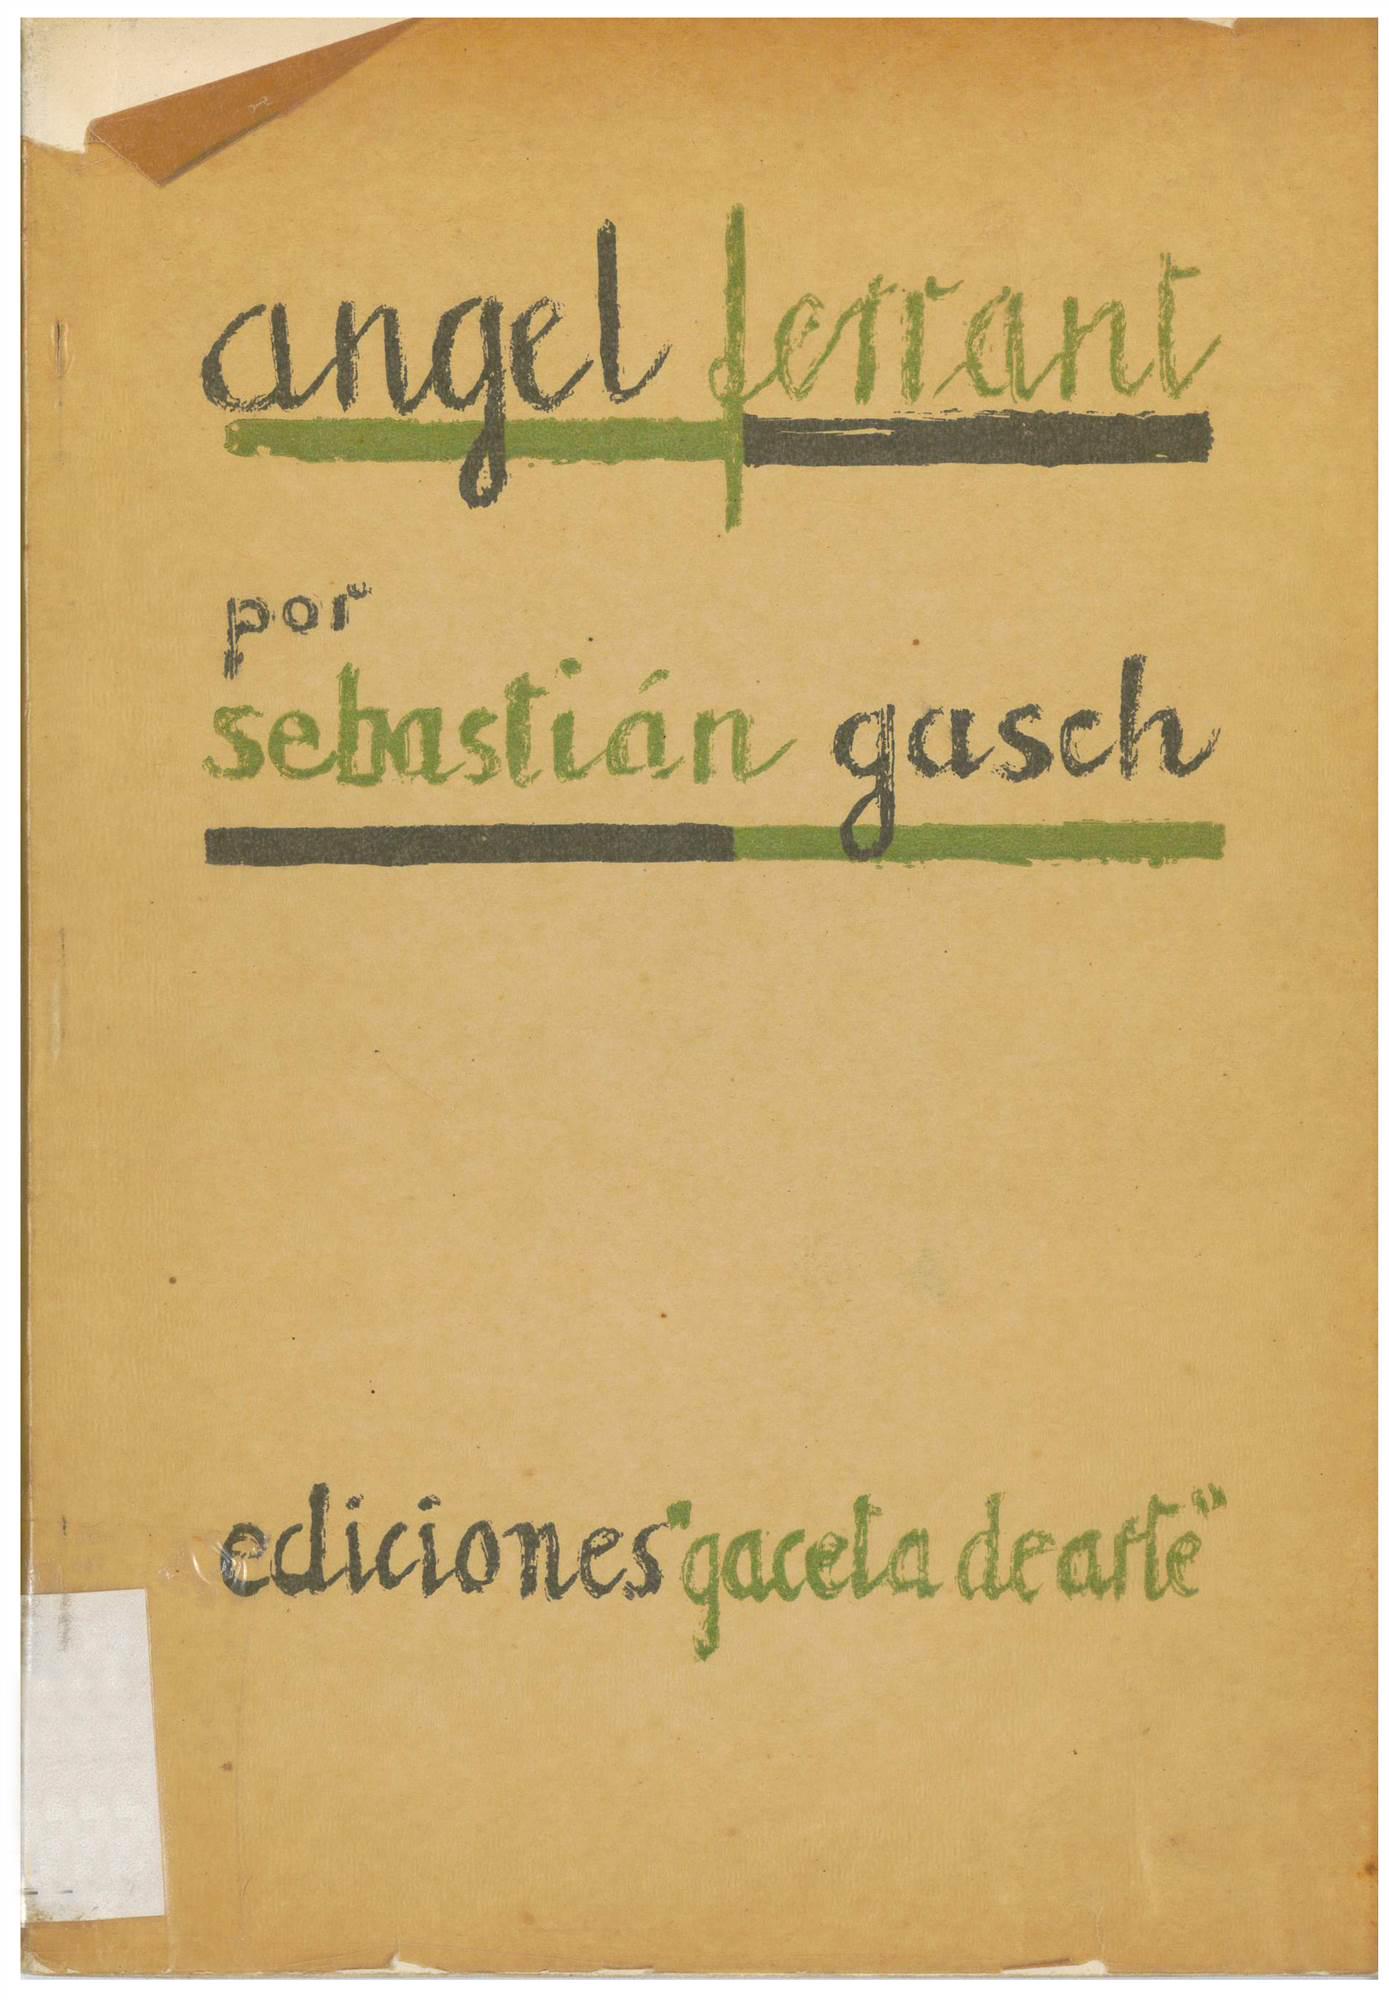 angel ferrant
por
sebastián gasch
ediciones "gaceta de arte"